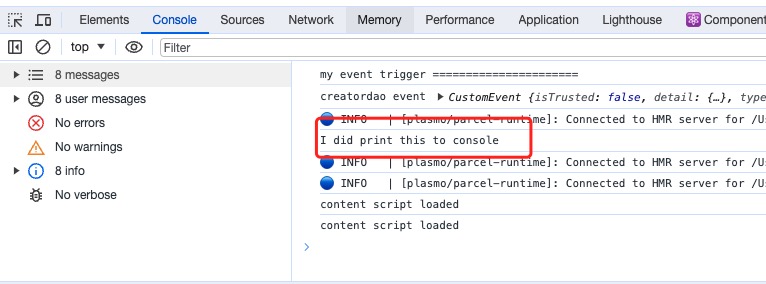 Elements Console Sources Network Memory Performance Application Lighthouse Component
top Filter
8 messages
8 user messages
No errors
No warnings
8 info
No verbose
my event trigger ======================
creatordao event ▶ CustomEvent {isTrusted: false, detail: {…}, type
INFO | [plasmo/parcel-runtime]: Connected to HMR server for /U
I did print this to console
INFO | [plasmo/parcel-runtime]: Connected to HMR server for /U
INFO | [plasmo/parcel-runtime]: Connected to HMR server for /U
content script loaded
content script loaded